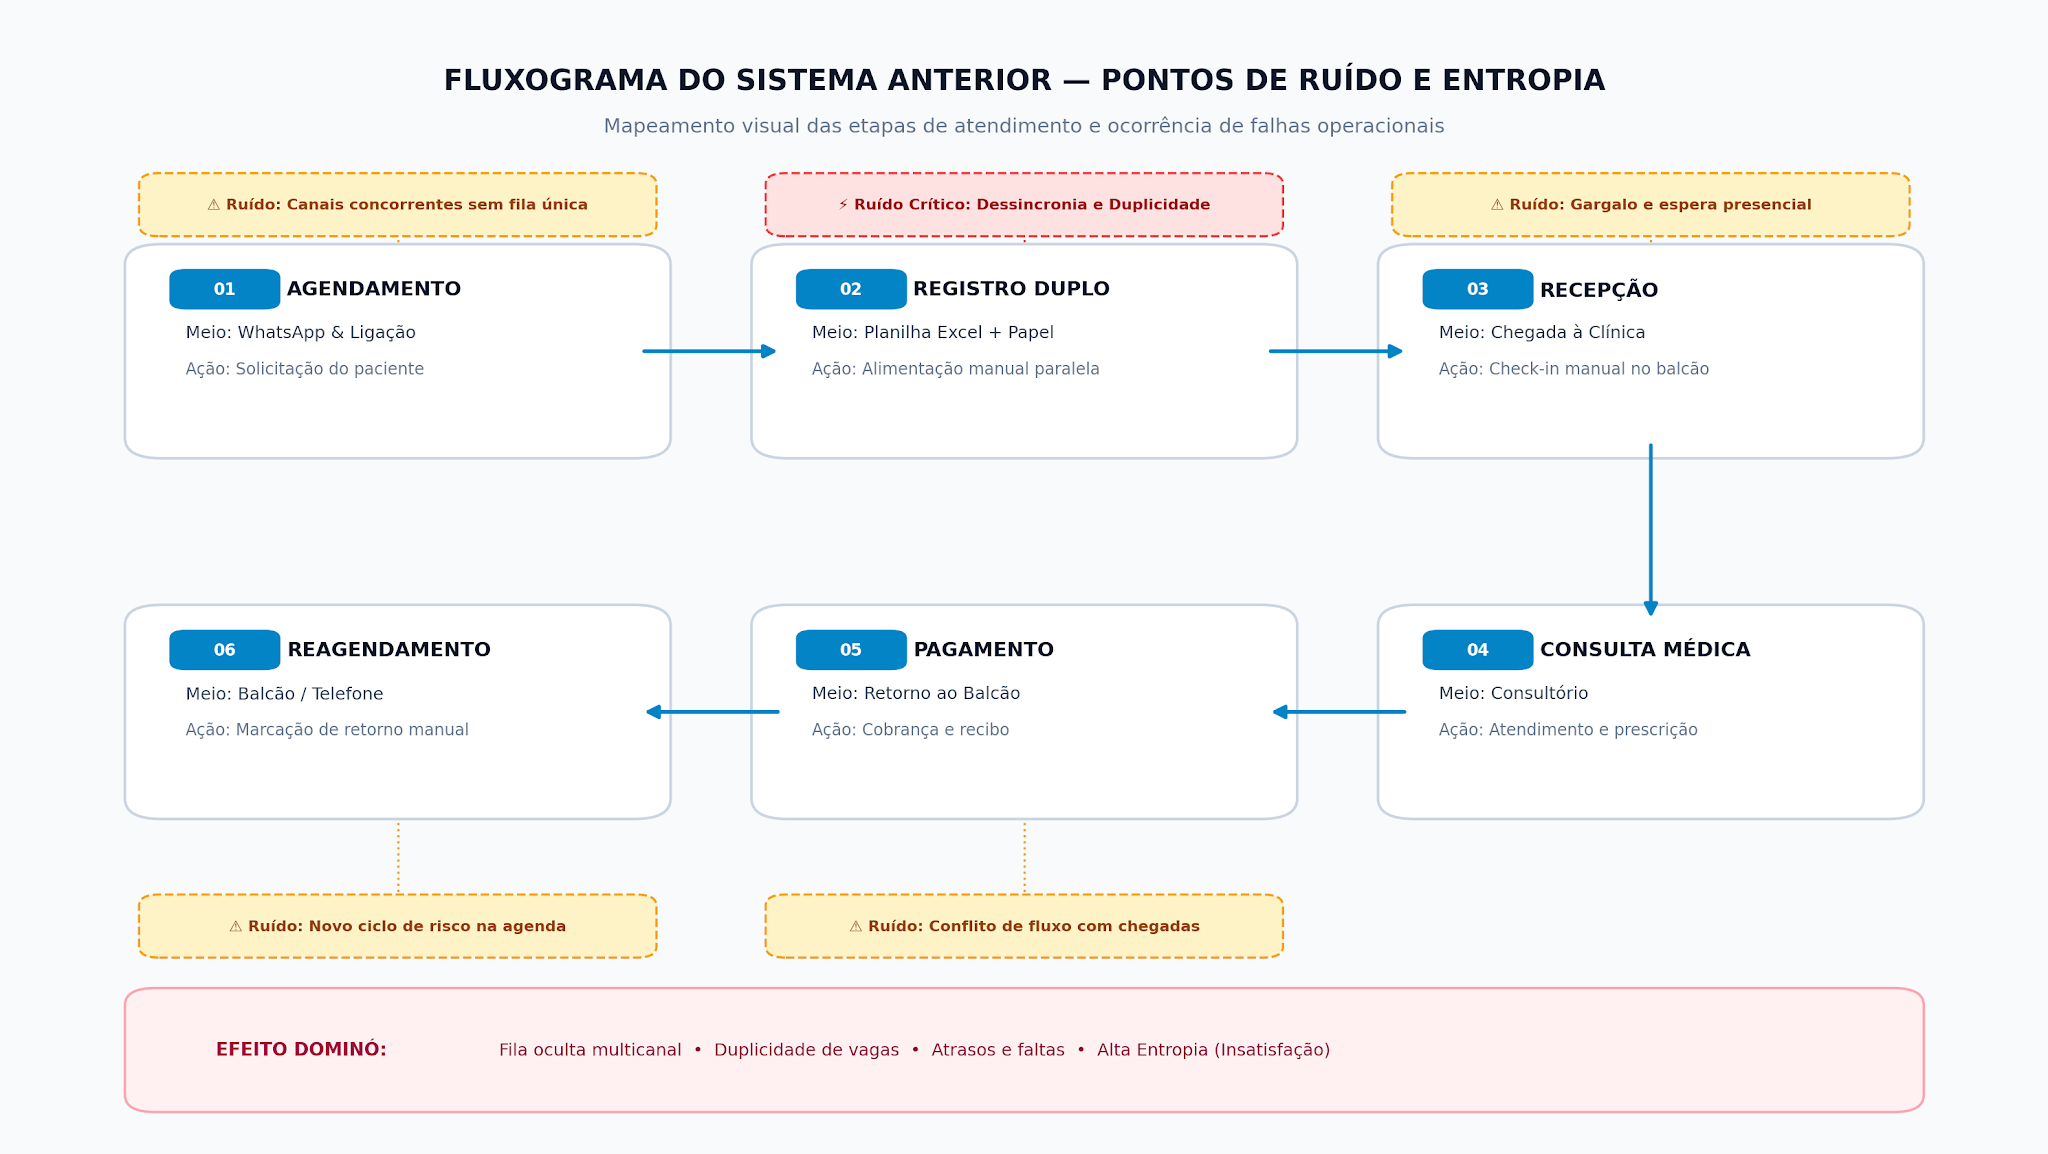 FLUXOGRAMA DO SISTEMA ANTERIOR — PONTOS DE RUÍDO E ENTROPIA
Mapeamento visual das etapas de atendimento e ocorrência de falhas operacionais
⚠ Ruído: Canais concorrentes sem fila única
⚡ Ruído Crítico: Dessincronia e Duplicidade
⚠ Ruído: Gargalo e espera presencial
01 AGENDAMENTO
Meio: WhatsApp & Ligação
Ação: Solicitação do paciente
02 REGISTRO DUPLO
Meio: Planilha Excel + Papel
Ação: Alimentação manual paralela
03 RECEPÇÃO
Meio: Chegada à Clínica
Ação: Check-in manual no balcão
04 CONSULTA MÉDICA
Meio: Consultório
Ação: Atendimento e prescrição
05 PAGAMENTO
Meio: Retorno ao Balcão
Ação: Cobrança e recibo
06 REAGENDAMENTO
Meio: Balcão / Telefone
Ação: Marcação de retorno manual
⚠ Ruído: Novo ciclo de risco na agenda
⚠ Ruído: Conflito de fluxo com chegadas
EFEITO DOMINÓ: Fila oculta multicanal • Duplicidade de vagas • Atrasos e faltas • Alta Entropia (Insatisfação)